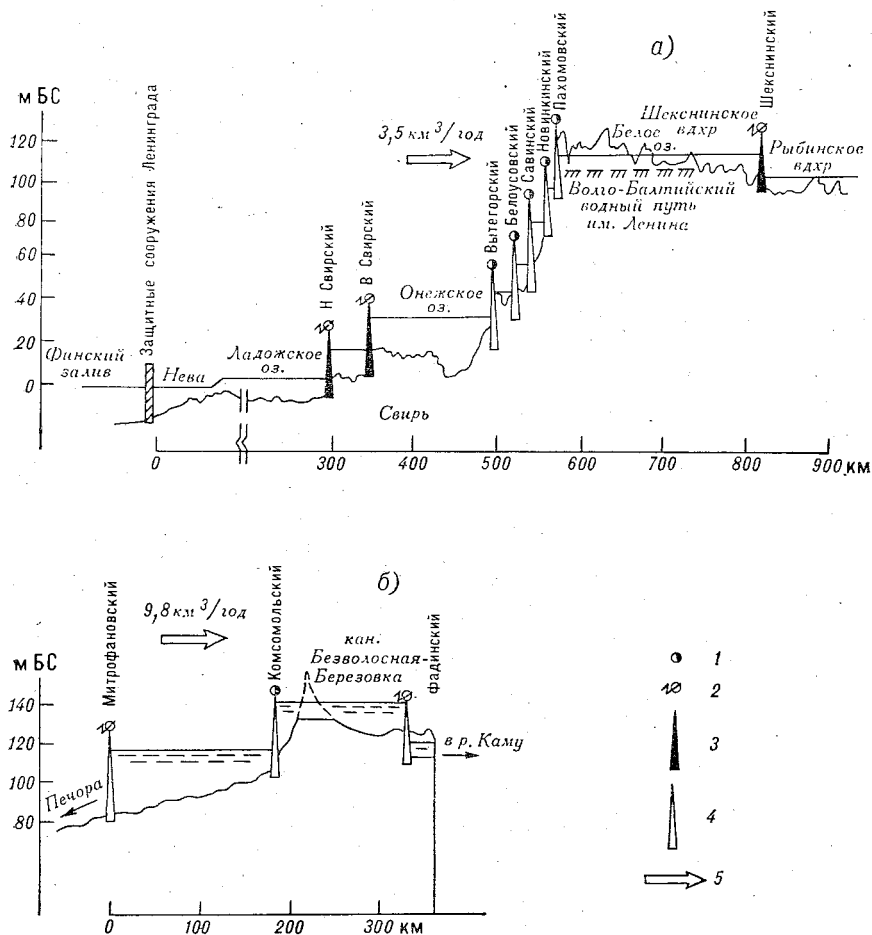 а)
м БС
120
100
80
60
40
20
0
3,5 км³/год
Защитные сооружения Ленинграда
Н Свирский
В Свирский
Вытегорский
Белоусовский
Савинский
Новинкинский
Пахомовский
Шекснинский
Шекснинское
вдхр
Белое
оз.
Рыбинское
вдхр
Волго-Балтийский
водный путь
им. Ленина
Онежское
оз.
Ладожское
оз.
Финский
залив
Нева
Свирь
0
300
400
500
600
700
800
900 км
б)
м БС
140
120
100
80
9,8 км³/год
Митрофановский
Комсомольский
Фадинский
кан.
Безволосная-
Березовка
в р. Каму
Печора
0
100
200
300 км
1
2
3
4
5